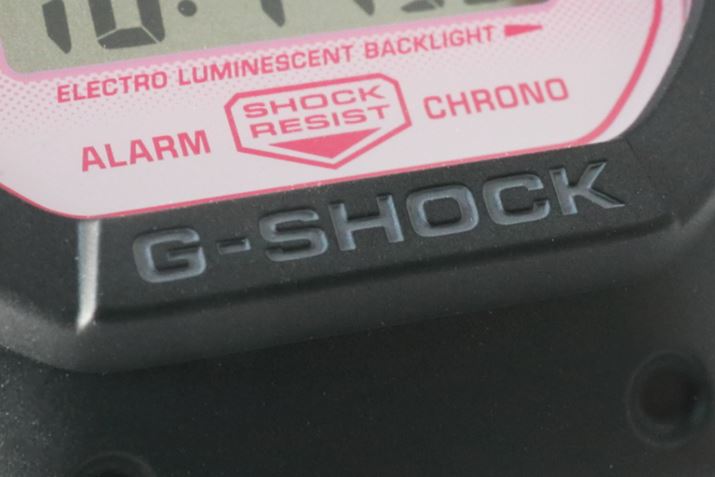 ELECTRO LUMINESCENT BACKLIGHT
SHOCK
RESIST
ALARM
CHRONO
G-SHOCK